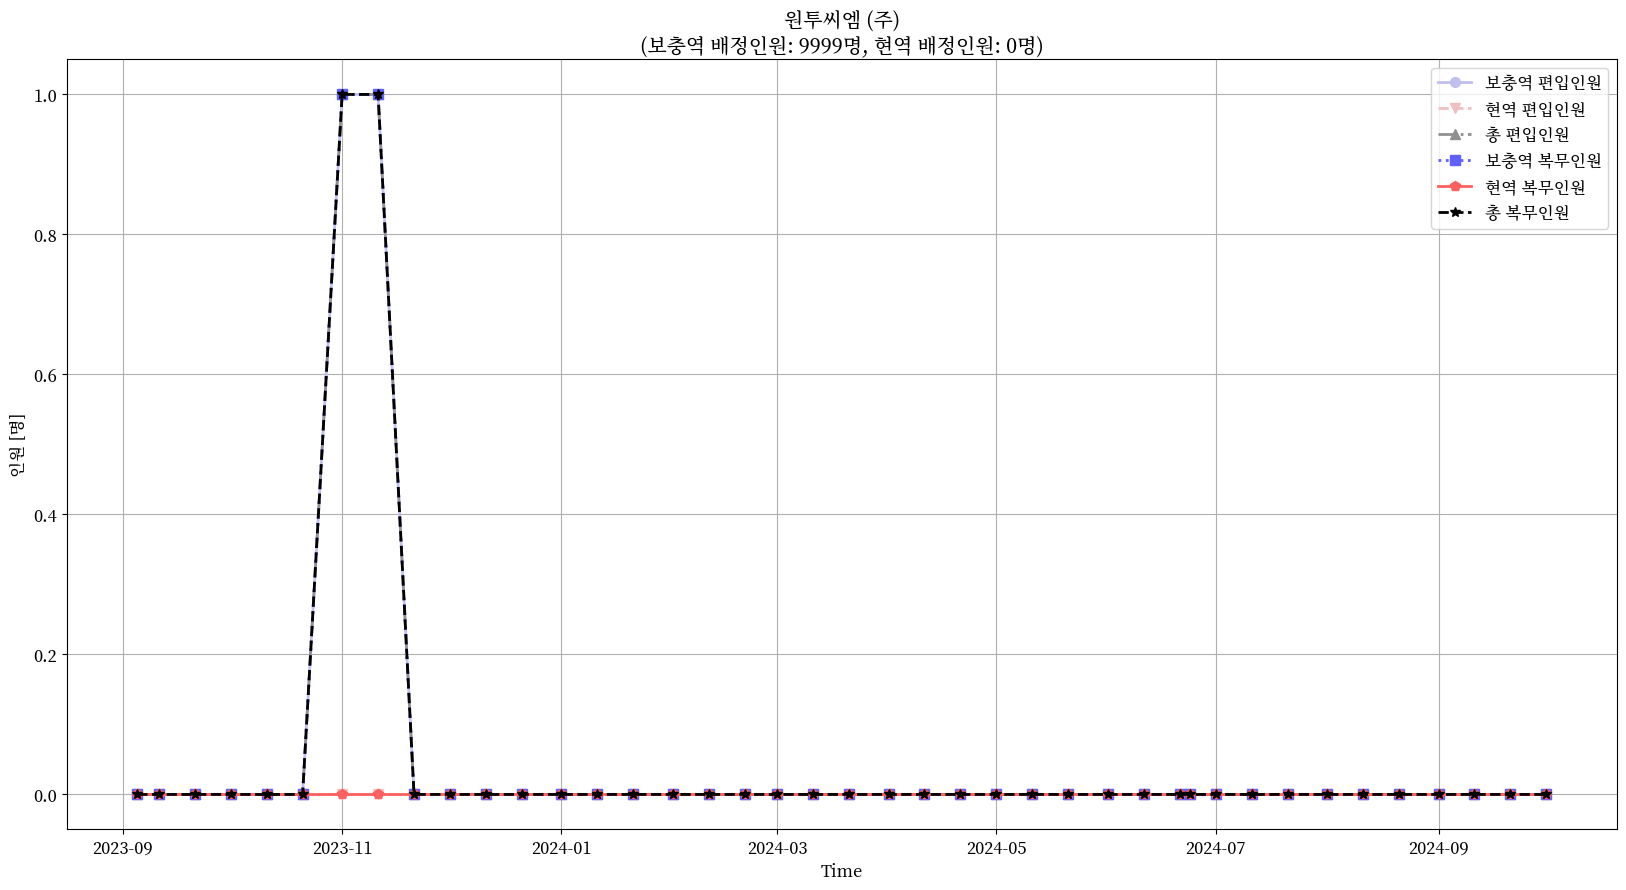 원투씨엠 (주)
(보충역 배정인원: 9999명, 현역 배정인원: 0명)
보충역 편입인원
현역 편입인원
총 편입인원
보충역 복무인원
현역 복무인원
총 복무인원
1.0
0.8
0.6
0.4
0.2
0.0
인원 [명]
2023-09
2023-11
2024-01
2024-03
2024-05
2024-07
2024-09
Time